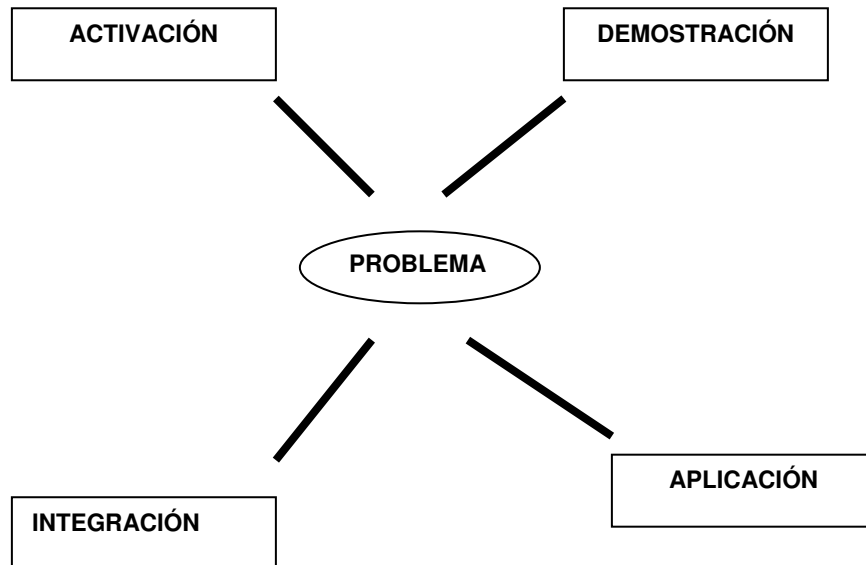 ACTIVACIÓN
DEMOSTRACIÓN
PROBLEMA
APLICACIÓN
INTEGRACIÓN